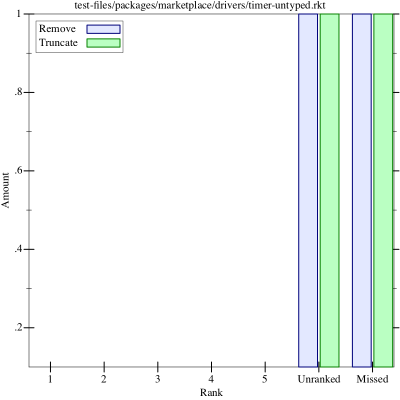 test-files/packages/marketplace/drivers/timer-untyped.rkt
Remove
Truncate
1
.8
.6
.4
.2
Amount
1 2 3 4 5 Unranked Missed
Rank